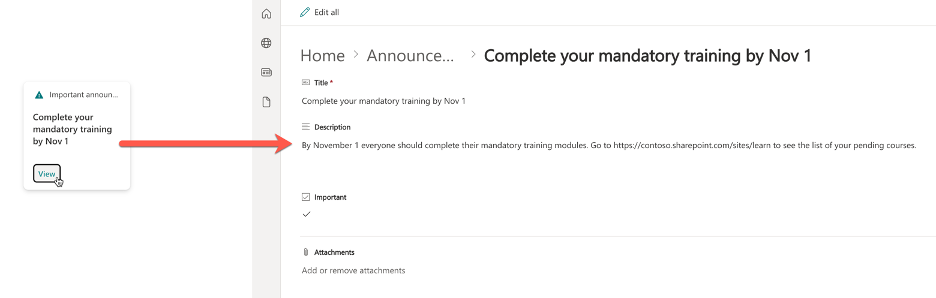 Important announ...
Complete your
mandatory training
by Nov 1
View
Edit all
Home > Announce... > Complete your mandatory training by Nov 1
Title *
Complete your mandatory training by Nov 1
Description
By November 1 everyone should complete their mandatory training modules. Go to https://contoso.sharepoint.com/sites/learn to see the list of your pending courses.
Important
Attachments
Add or remove attachments